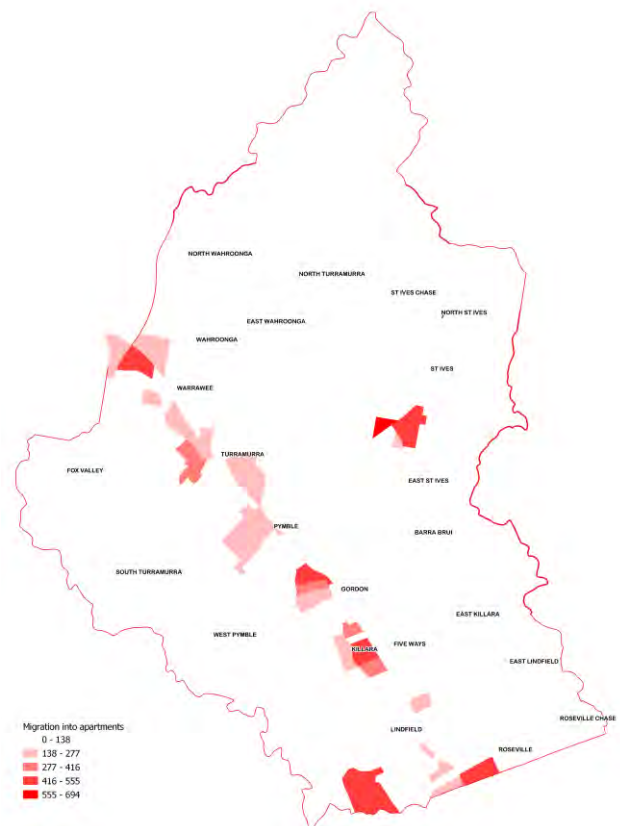 NORTH WAHROONGA
NORTH TURRAMURRA
ST IVES CHASE
NORTH ST IVES
EAST WAHROONGA
WAHROONGA
ST IVES
WARRAWEE
TURRAMURRA
FOX VALLEY
EAST ST IVES
PYMBLE
BARRA BRUI
SOUTH TURRAMURRA
GORDON
EAST KILLARA
WEST PYMBLE
FIVE WAYS
KILLARA
EAST LINDFIELD
ROSEVILLE CHASE
LINDFIELD
ROSEVILLE
Migration into apartments
0 - 138
138 - 277
277 - 416
416 - 555
555 - 694